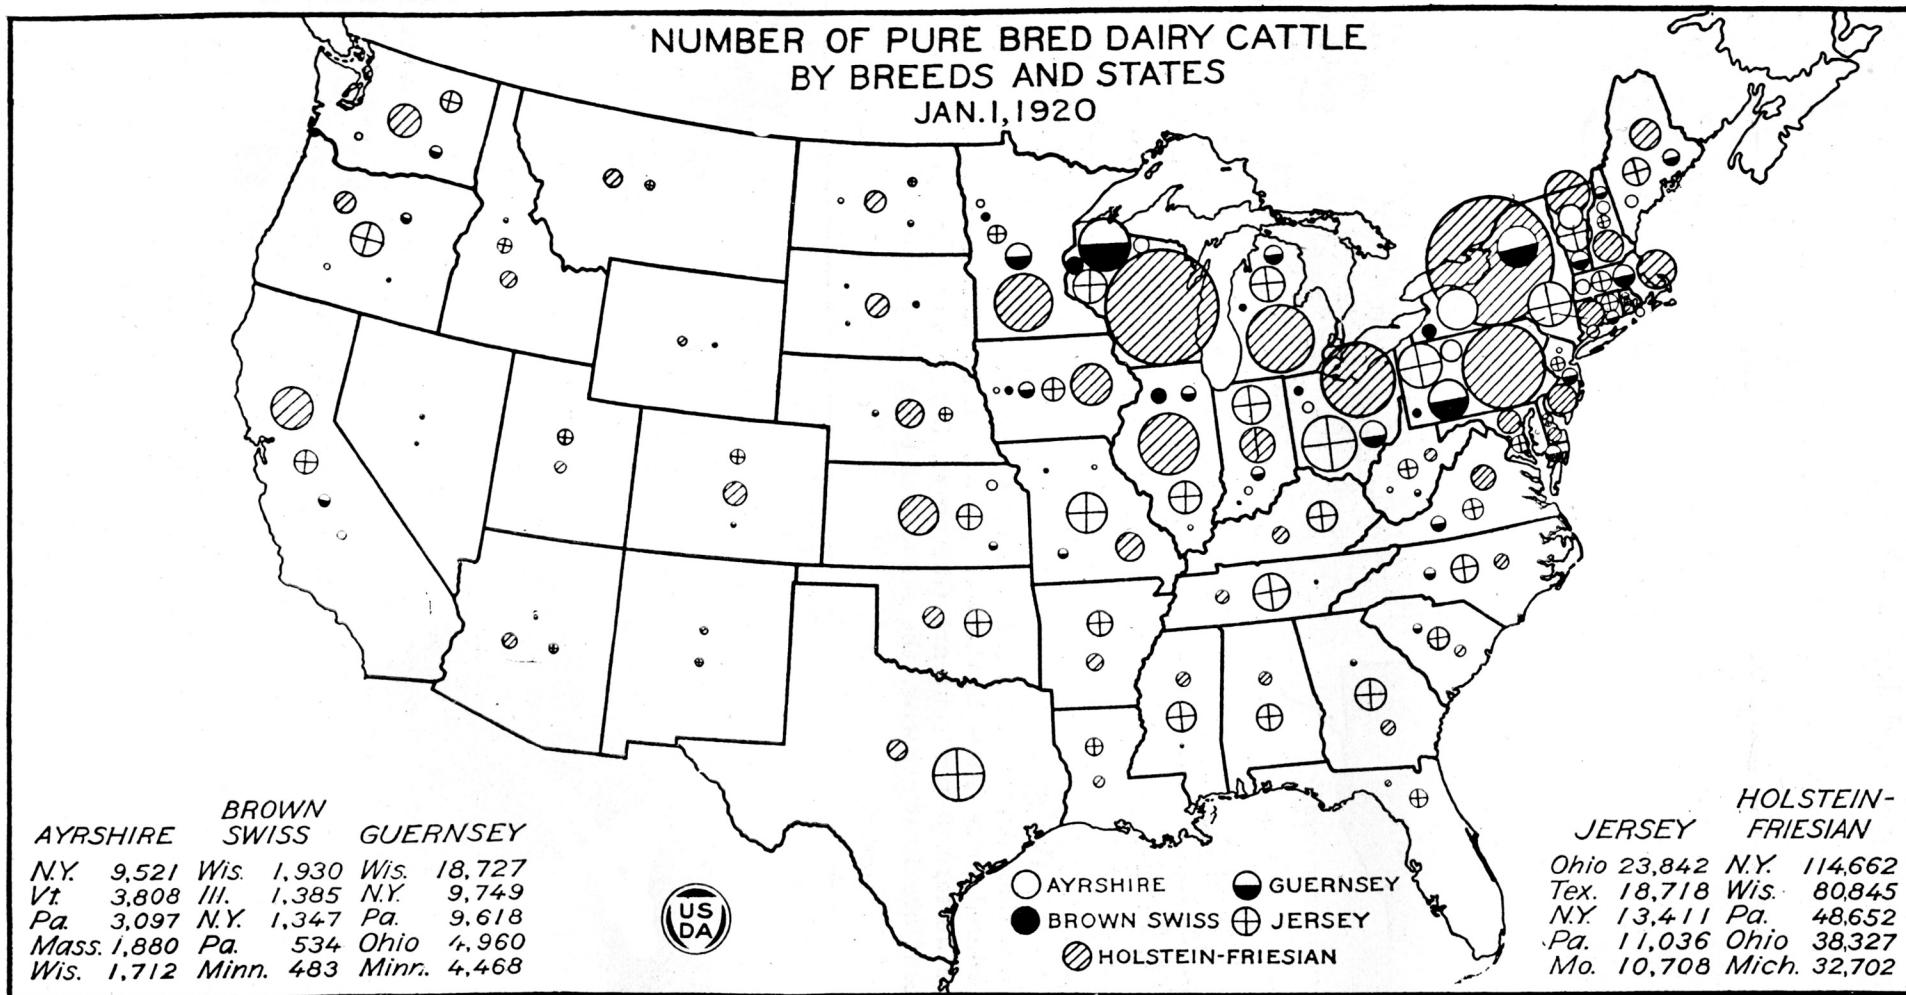 NUMBER OF PURE BRED DAIRY CATTLE
BY BREEDS AND STATES
JAN. 1, 1920
AYRSHIRE
N.Y. 9,521
Vt. 3,808
Pa. 3,097
Mass. 1,880
Wis. 1,712
BROWN
SWISS
Wis. 1,930
Ill. 1,385
N.Y. 1,347
Pa. 534
Minn. 483
GUERNSEY
Wis. 18,727
N.Y. 9,749
Pa. 9,618
Ohio 4,960
Minn. 4,468
US
DA
AYRSHIRE
GUERNSEY
BROWN SWISS
JERSEY
HOLSTEIN-FRIESIAN
JERSEY
Ohio 23,842
Tex. 18,718
N.Y. 13,411
Pa. 11,036
Mo. 10,708
HOLSTEIN-
FRIESIAN
N.Y. 114,662
Wis. 80,845
Pa. 48,652
Ohio 38,327
Mich. 32,702